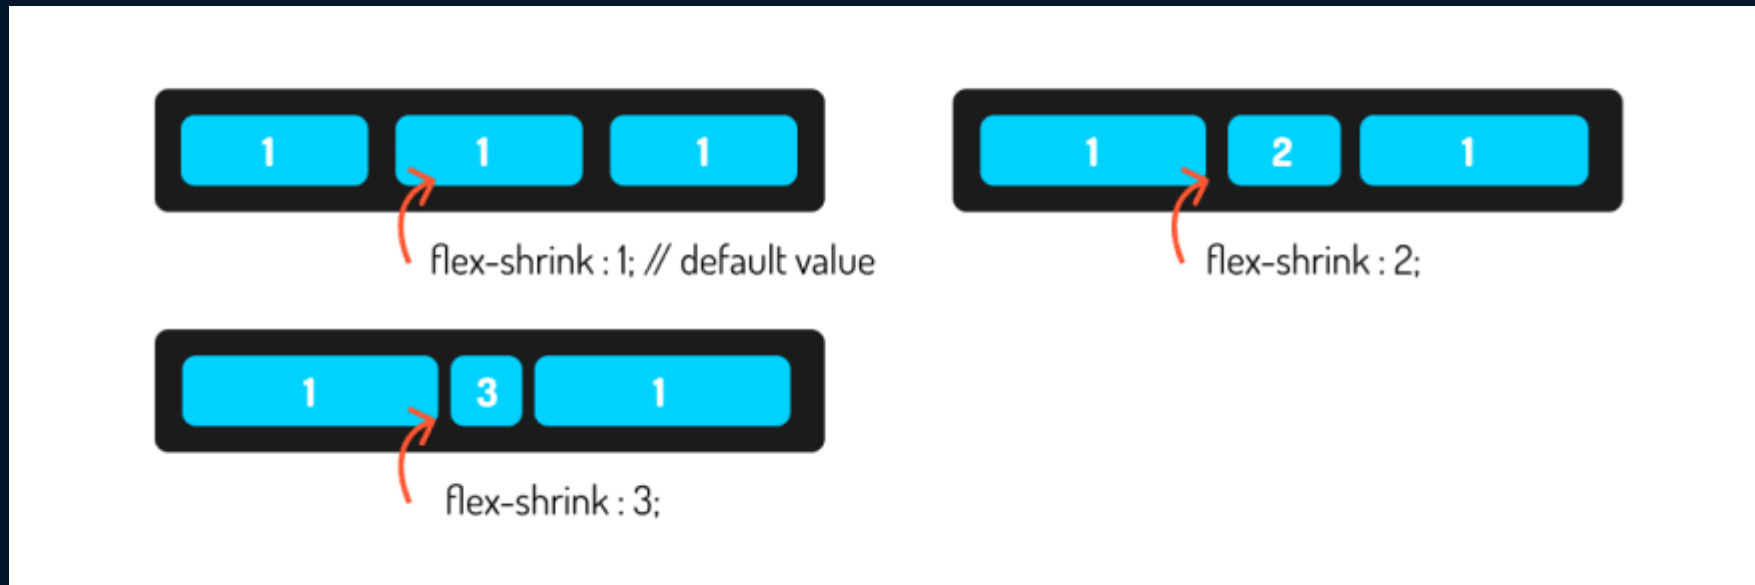 1 1 1
flex-shrink : 1; // default value
1 2 1
flex-shrink : 2;
1 3 1
flex-shrink : 3;